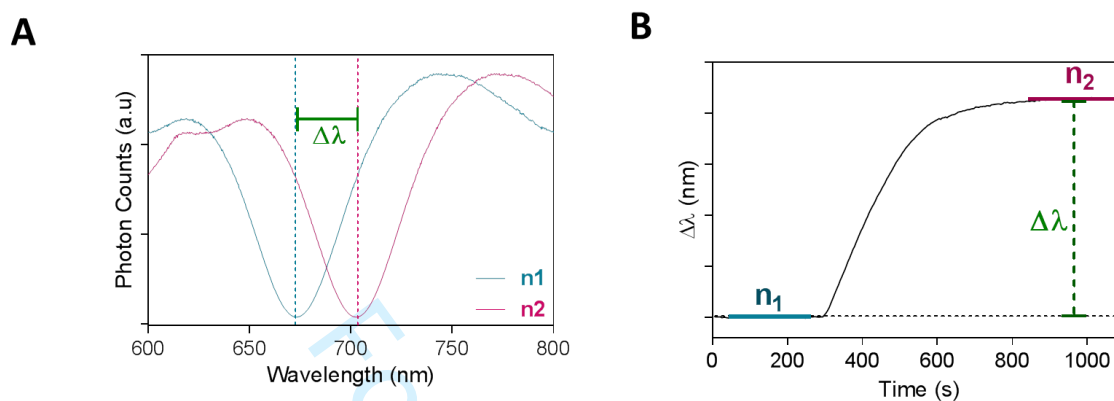 A
Photon Counts (a.u)
Δλ
n1
n2
600 650 700 750 800
Wavelength (nm)
B
Δλ (nm)
n₁
n₂
Δλ
0 200 400 600 800 1000
Time (s)